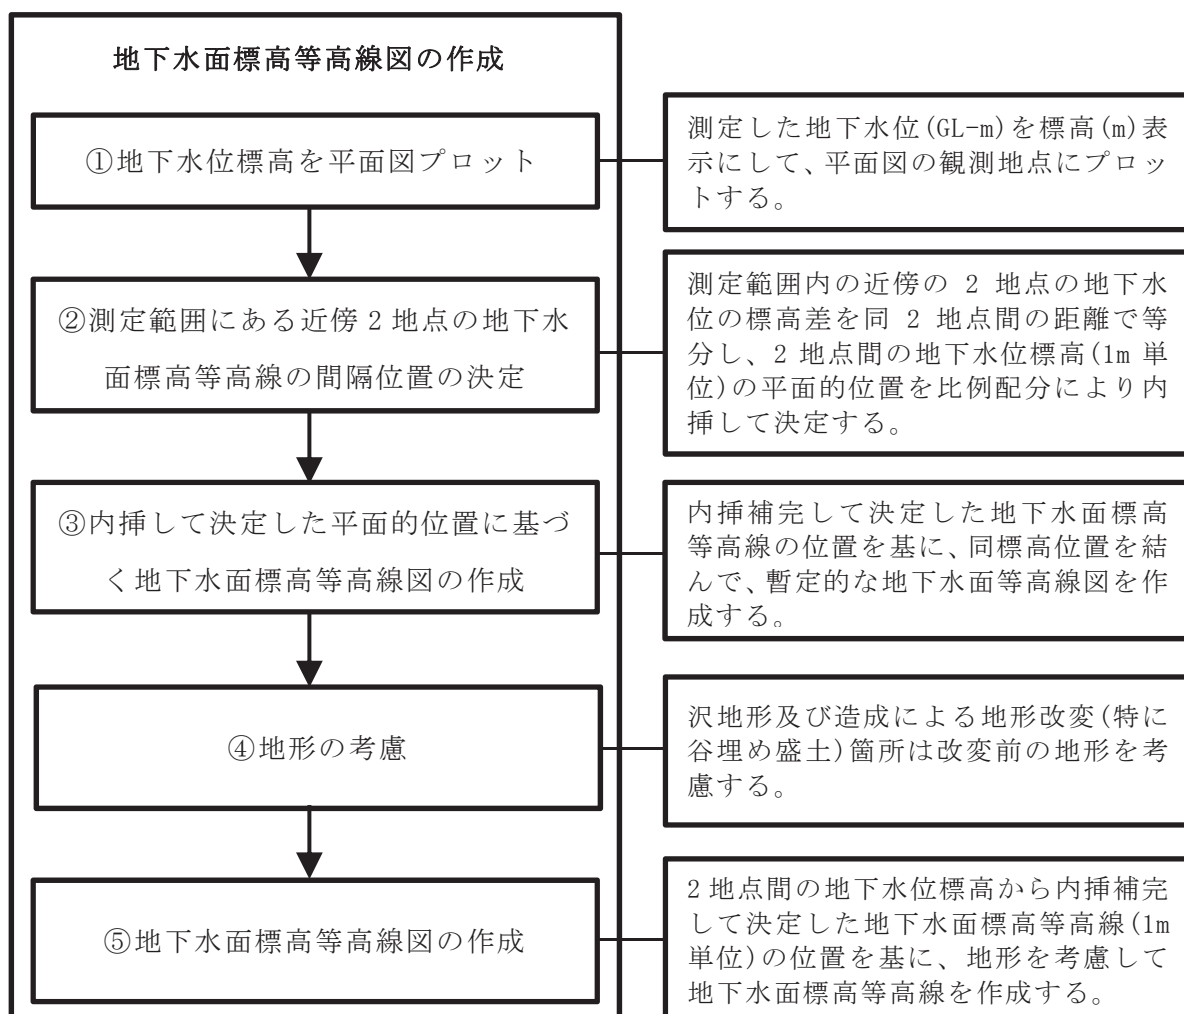 地下水面標高等高線図の作成
①地下水位標高を平面図プロット
測定した地下水位(GL-m)を標高(m)表
示にして、平面図の観測地点にプロッ
トする。
②測定範囲にある近傍2地点の地下水
面標高等高線の間隔位置の決定
測定範囲内の近傍の 2 地点の地下水
位の標高差を同 2 地点間の距離で等
分し、2 地点間の地下水位標高(1m 単
位)の平面的位置を比例配分により内
挿して決定する。
③内挿して決定した平面的位置に基づ
く地下水面標高等高線図の作成
内挿補完して決定した地下水面標高
等高線の位置を基に、同標高位置を結
んで、暫定的な地下水面等高線図を作
成する。
④地形の考慮
沢地形及び造成による地形改変(特に
谷埋め盛土)箇所は改変前の地形を考
慮する。
⑤地下水面標高等高線図の作成
2 地点間の地下水位標高から内挿補完
して決定した地下水面標高等高線(1m
単位)の位置を基に、地形を考慮して
地下水面標高等高線を作成する。